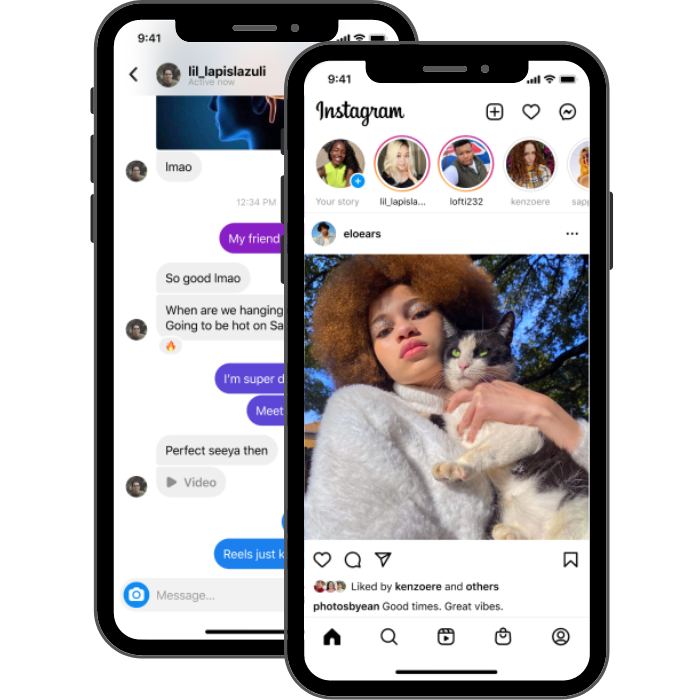 9:41
lil_lapislazuli
Active now
lmao
12:34 PM
My friend
So good lmao
When are we hanging
Going to be hot on Sa
I'm super d
Meet
Perfect seeya then
Video
Reels just k
Message...
9:41
Instagram
Your story
lil_lapisla...
lofti232
kenzoere
sapp
eloears
Liked by kenzoere and others
photosbyean Good times. Great vibes.